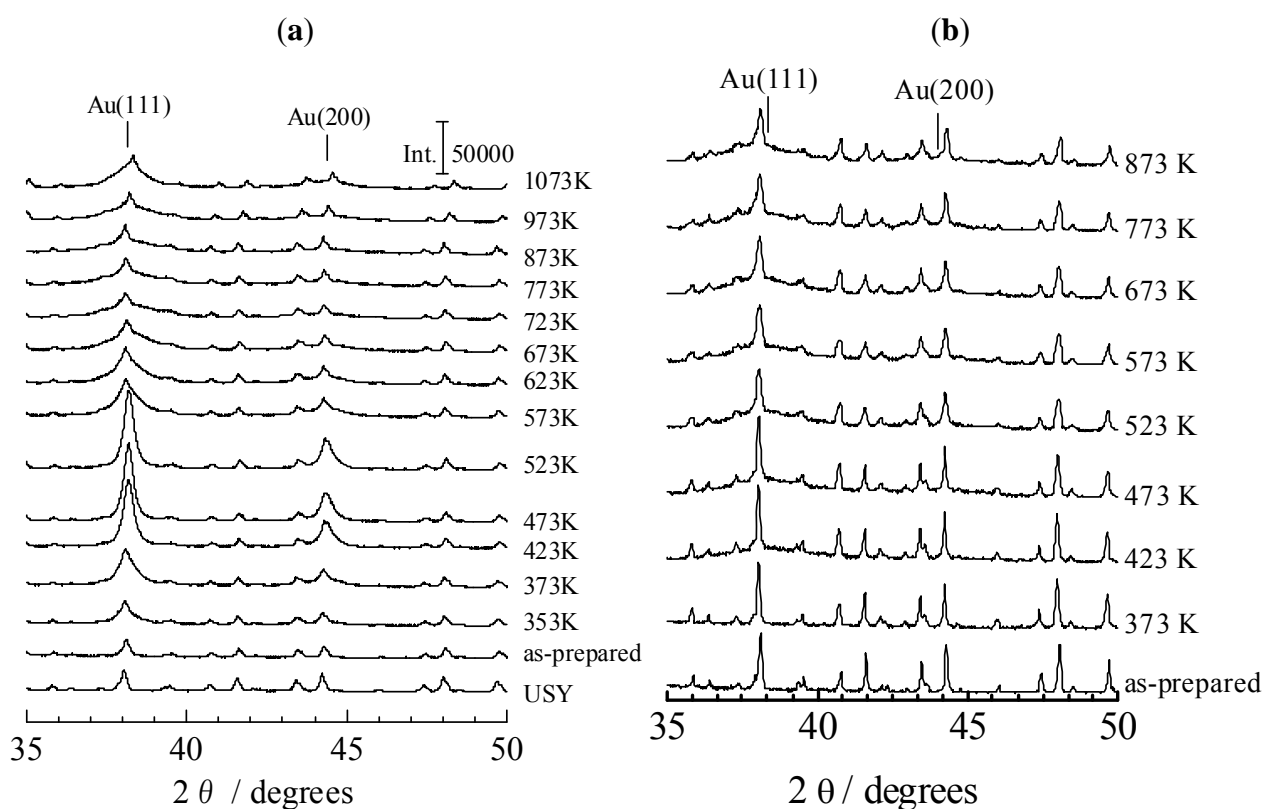 (a)
Au(111)
Au(200)
Int. 50000
1073K
973K
873K
773K
723K
673K
623K
573K
523K
473K
423K
373K
353K
as-prepared
USY
35 40 45 50
2 θ / degrees
(b)
Au(111)
Au(200)
873 K
773 K
673 K
573 K
523 K
473 K
423 K
373 K
as-prepared
35 40 45 50
2 θ / degrees